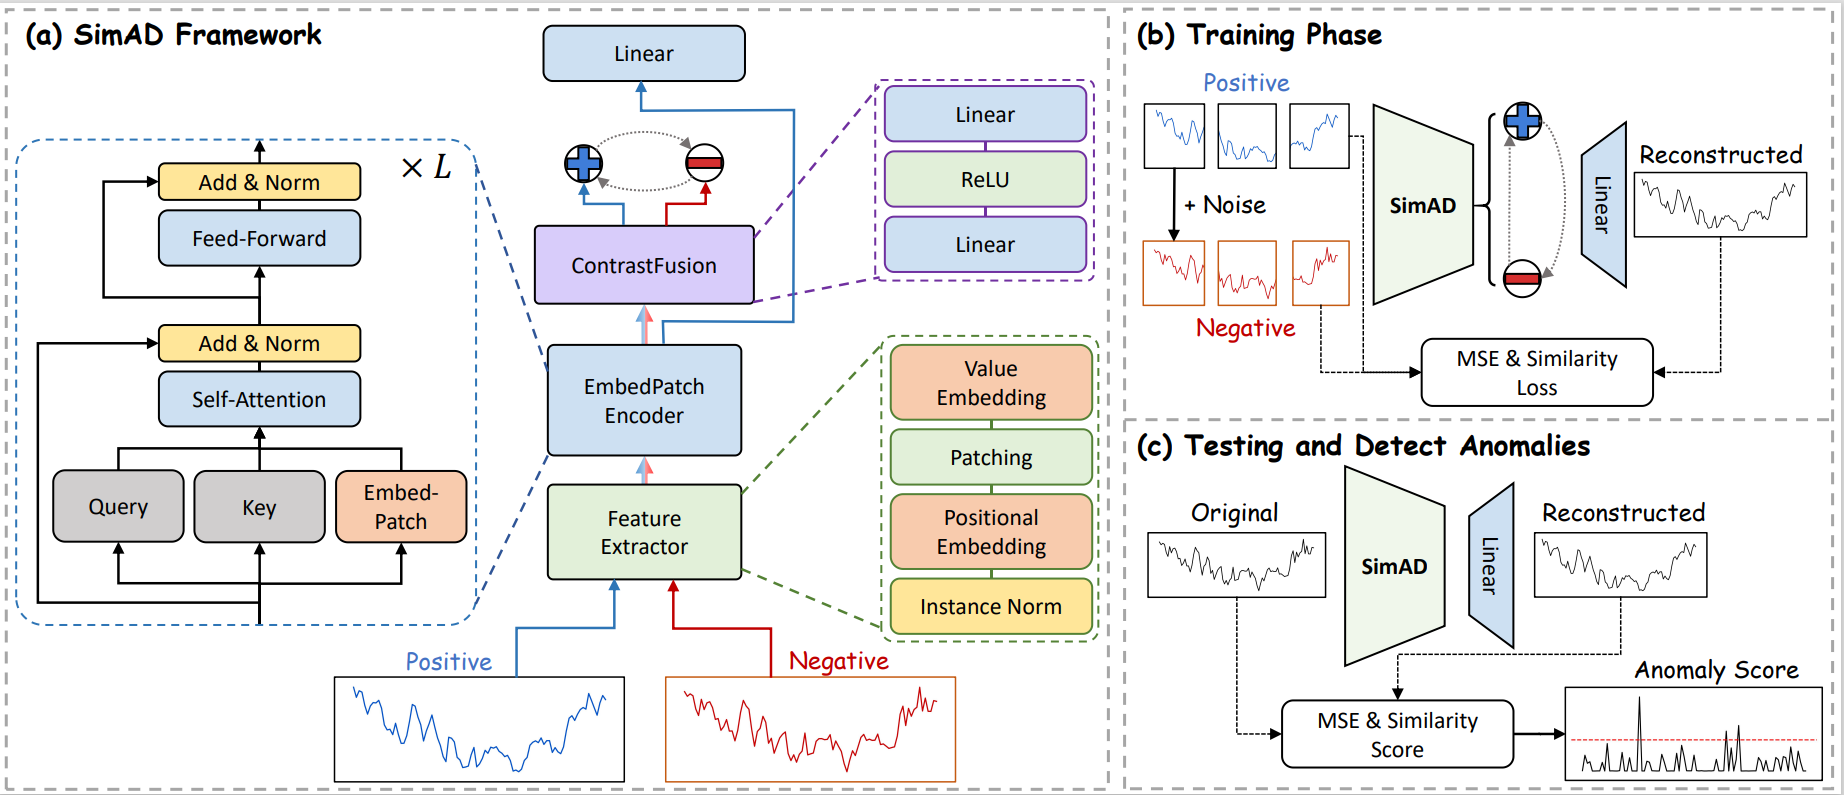 (a) SimAD Framework
Linear
× L
Add & Norm
Feed-Forward
Add & Norm
Self-Attention
Query
Key
Embed-
Patch
ContrastFusion
EmbedPatch
Encoder
Feature
Extractor
Positive
Negative
Linear
ReLU
Linear
Value
Embedding
Patching
Positional
Embedding
Instance Norm
(b) Training Phase
Positive
+ Noise
Negative
SimAD
Linear
Reconstructed
MSE & Similarity
Loss
(c) Testing and Detect Anomalies
Original
SimAD
Linear
Reconstructed
MSE & Similarity
Score
Anomaly Score